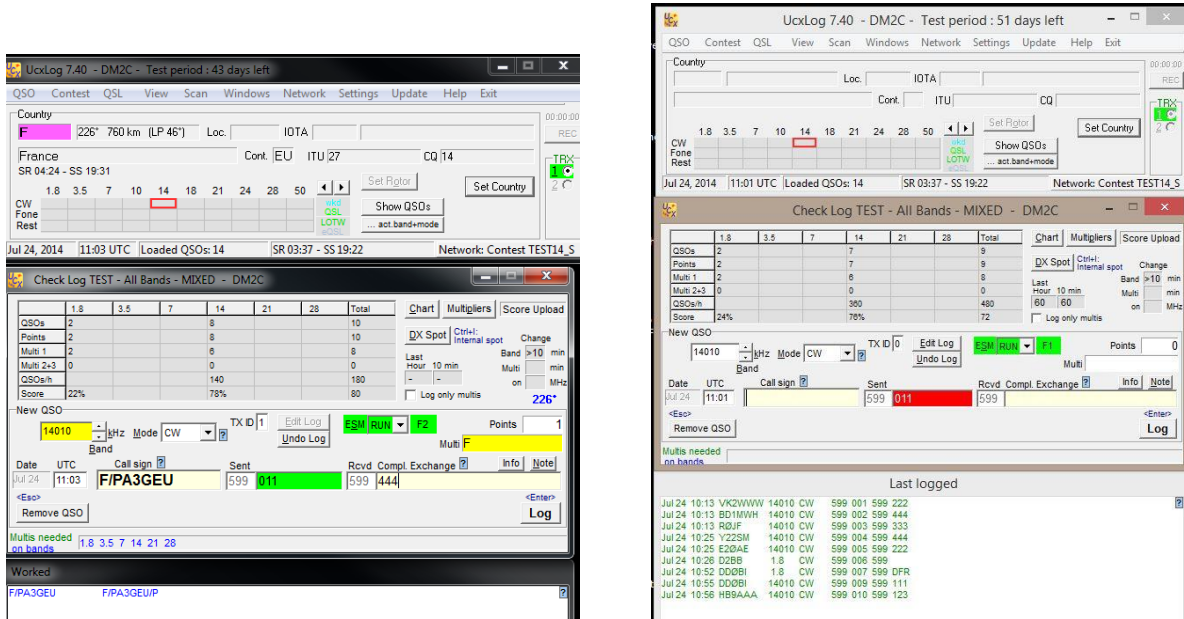 UcxLog 7.40 - DM2C - Test period : 43 days left
QSO Contest QSL View Scan Windows Network Settings Update Help Exit
Country
00:00:00
F 226° 760 km (LP 46°) Loc. IOTA
REC
France Cont. EU ITU 27 CQ 14
TRX
SR 04:24 - SS 19:31
1
1.8 3.5 7 10 14 18 21 24 28 50 Set Rotor Set Country
2
CW
Fone
Rest
QSL
LOTW
eQSL
Show QSOs
... act.band+mode
Jul 24, 2014 11:03 UTC Loaded QSOs: 14 SR 03:37 - SS 19:22 Network: Contest TEST14_S
Check Log TEST - All Bands - MIXED - DM2C
1.8 3.5 7 14 21 28 Total
QSOs 2 8 10
Points 2 8 10
Multi 1 2 6 8
Multi 2+3 0 0 0
QSOs/h 140 180
Score 22% 78% 80
Chart Multipliers Score Upload
DX Spot Ctrl+I: Internal spot
Change
Last
Hour 10 min
- -
Band >10 min
Multi min
on MHz
Log only multis
226°
New QSO
14010 kHz Mode CW ? TX ID 1 Edit Log ESM RUN F2 Points 1
Band Undo Log Multi F
Date UTC Call sign ? Sent Rcvd Compl. Exchange ? Info Note
Jul 24 11:03 F/PA3GEU 599 011 599 444
<Esc> <Enter>
Remove QSO Log
Multis needed
on bands 1.8 3.5 7 14 21 28
Worked
F/PA3GEU F/PA3GEU/P ?
UcxLog 7.40 - DM2C - Test period : 51 days left
QSO Contest QSL View Scan Windows Network Settings Update Help Exit
Country
00:00:00
Loc. IOTA
REC
Cont. ITU CQ
TRX
1
1.8 3.5 7 10 14 18 21 24 28 50 Set Rotor Set Country
2
CW
Fone
Rest
QSL
LOTW
eQSL
Show QSOs
... act.band+mode
Jul 24, 2014 11:01 UTC Loaded QSOs: 14 SR 03:37 - SS 19:22 Network: Contest TEST14_S
Check Log TEST - All Bands - MIXED - DM2C
1.8 3.5 7 14 21 28 Total
QSOs 2 7 9
Points 2 7 9
Multi 1 2 6 8
Multi 2+3 0 0 0
QSOs/h 360 480
Score 24% 76% 72
Chart Multipliers Score Upload
DX Spot Ctrl+I: Internal spot
Change
Last
Hour 10 min
60 60
Band >10 min
Multi min
on MHz
Log only multis
New QSO
14010 kHz Mode CW ? TX ID 0 Edit Log ESM RUN F1 Points 0
Band Undo Log Multi
Date UTC Call sign ? Sent Rcvd Compl. Exchange ? Info Note
Jul 24 11:01 599 011 599
<Esc> <Enter>
Remove QSO Log
Multis needed
on bands
Last logged
Jul 24 10:13 VK2WWW 14010 CW 599 001 599 222 ?
Jul 24 10:13 BD1MWH 14010 CW 599 002 599 444
Jul 24 10:13 RØJF 14010 CW 599 003 599 333
Jul 24 10:25 Y22SM 14010 CW 599 004 599 444
Jul 24 10:25 E2ØAE 14010 CW 599 005 599 222
Jul 24 10:26 D2BB 1.8 CW 599 006 599
Jul 24 10:52 DDØBI 1.8 CW 599 007 599 DFR
Jul 24 10:55 DDØBI 14010 CW 599 009 599 111
Jul 24 10:56 HB9AAA 14010 CW 599 010 599 123